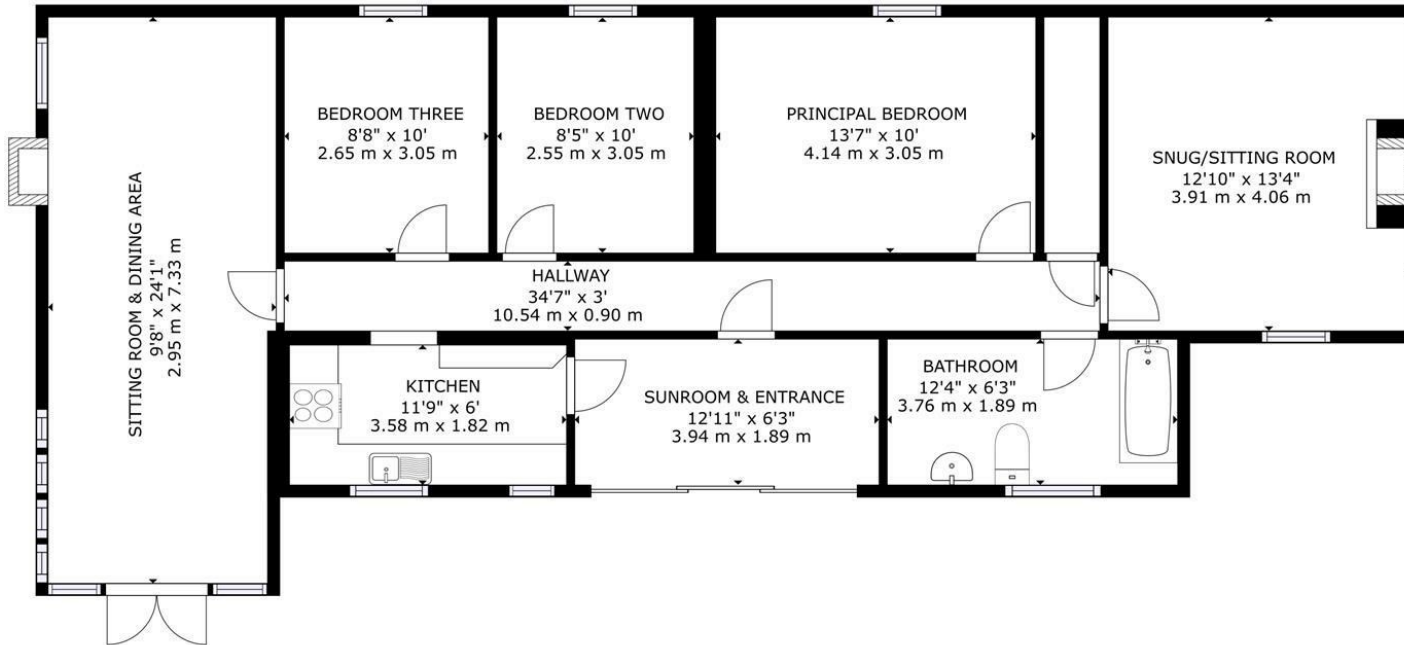 BEDROOM THREE
8'8" x 10'
2.65 m x 3.05 m
BEDROOM TWO
8'5" x 10'
2.55 m x 3.05 m
PRINCIPAL BEDROOM
13'7" x 10'
4.14 m x 3.05 m
SNUG/SITTING ROOM
12'10" x 13'4"
3.91 m x 4.06 m
SITTING ROOM & DINING AREA
9'8" x 24'1"
2.95 m x 7.33 m
HALLWAY
34'7" x 3'
10.54 m x 0.90 m
KITCHEN
11'9" x 6'
3.58 m x 1.82 m
SUNROOM & ENTRANCE
12'11" x 6'3"
3.94 m x 1.89 m
BATHROOM
12'4" x 6'3"
3.76 m x 1.89 m